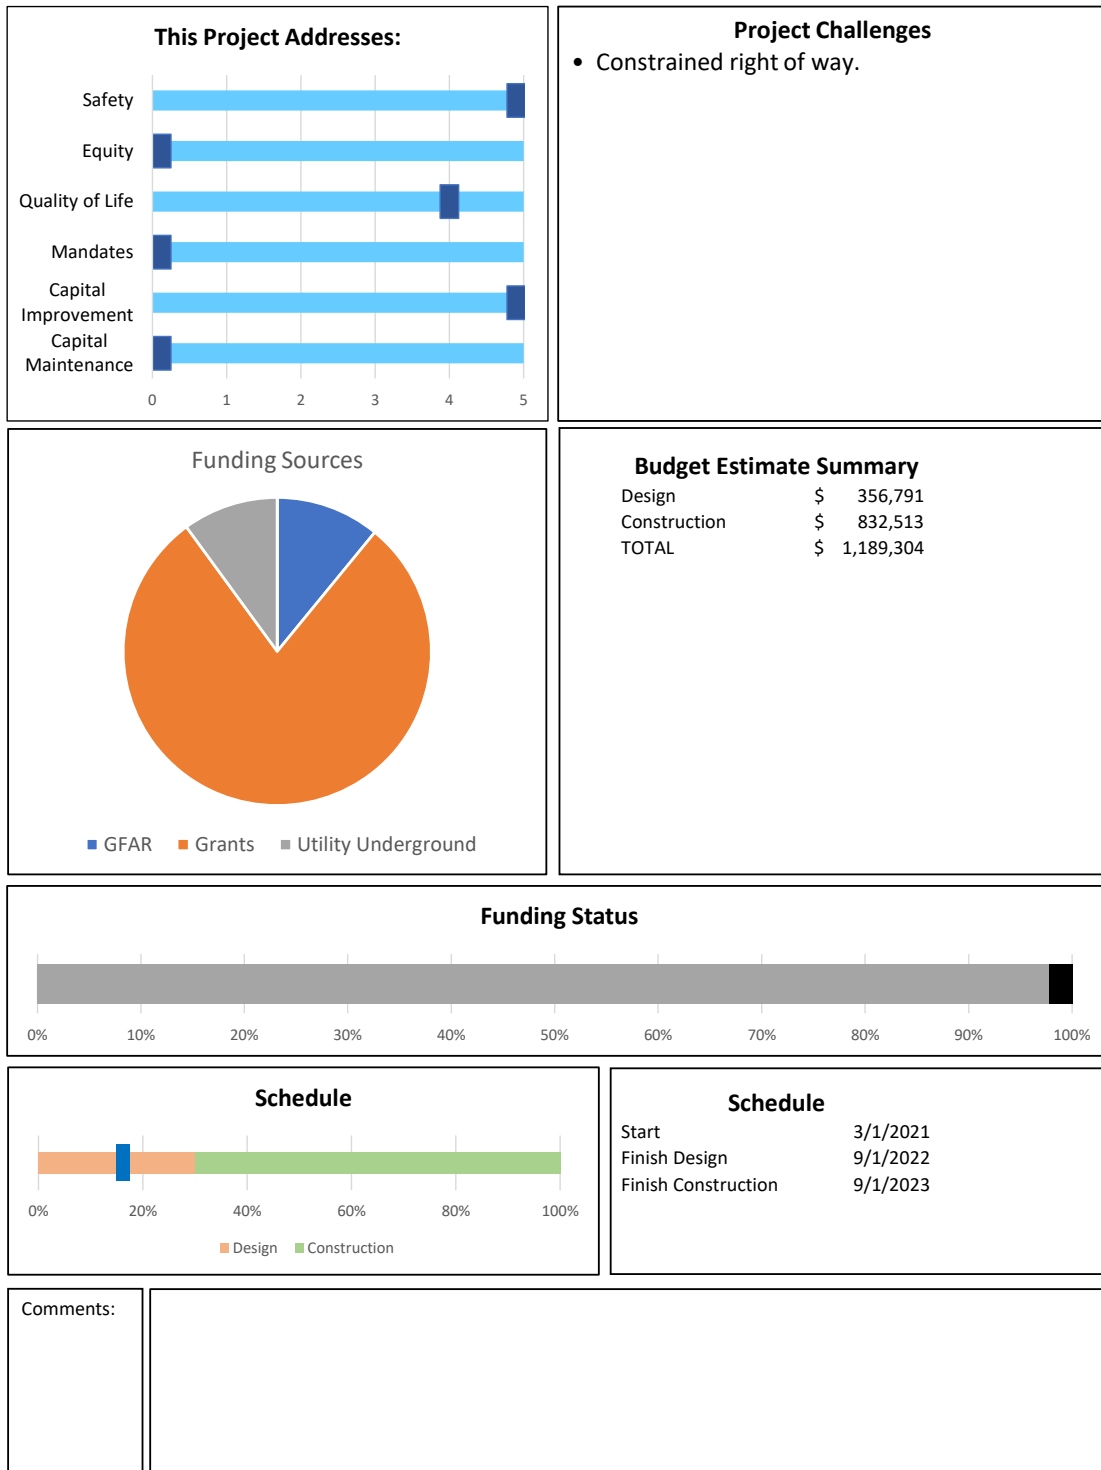 This Project Addresses:
Safety
Equity
Quality of Life
Mandates
Capital
Improvement
Capital
Maintenance
0 1 2 3 4 5
Project Challenges
• Constrained right of way.
Funding Sources
GFAR Grants Utility Underground
Budget Estimate Summary
Design $ 356,791
Construction $ 832,513
TOTAL $ 1,189,304
Funding Status
0% 10% 20% 30% 40% 50% 60% 70% 80% 90% 100%
Schedule
0% 20% 40% 60% 80% 100%
Design Construction
Schedule
Start 3/1/2021
Finish Design 9/1/2022
Finish Construction 9/1/2023
Comments: